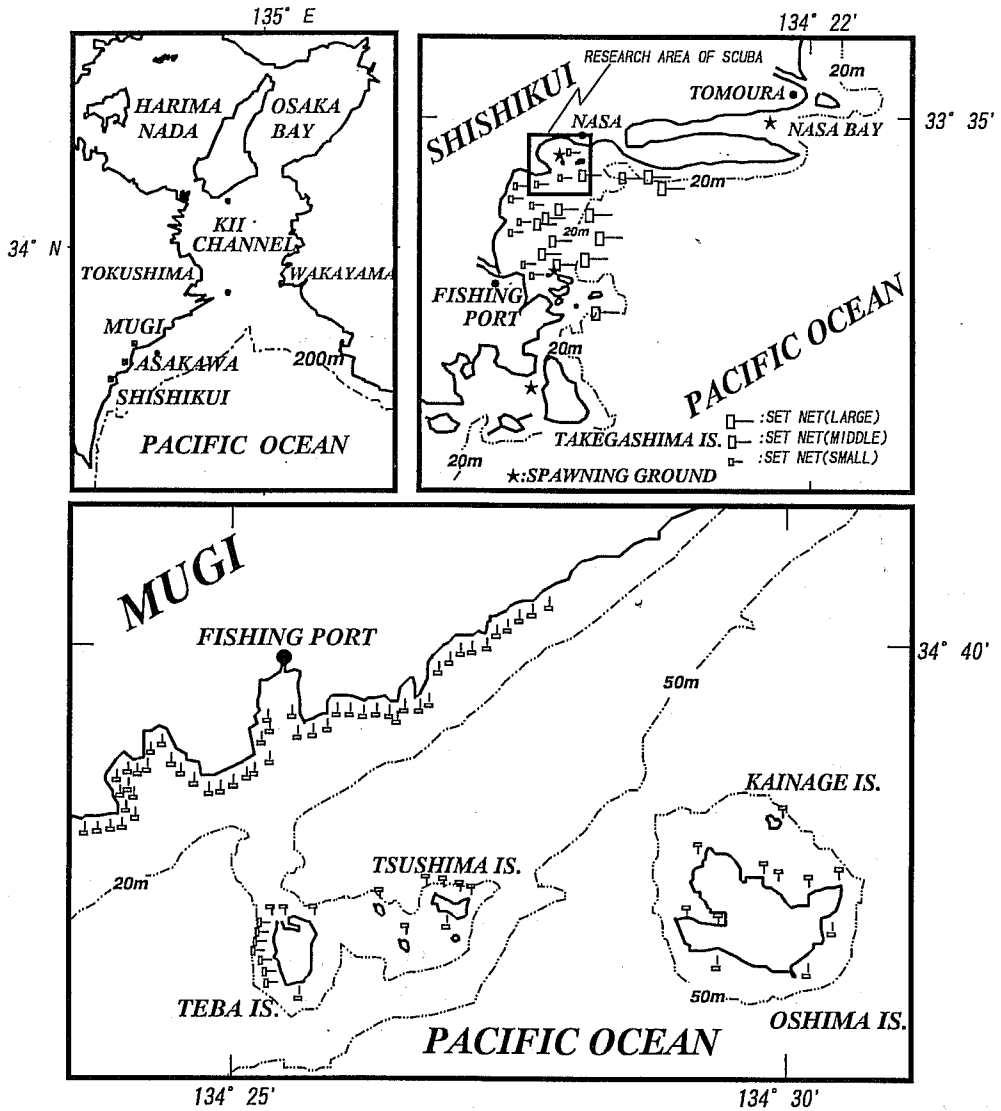 135° E
HARIMA
NADA
OSAKA
BAY
34° N
KII
CHANNEL
TOKUSHIMA
WAKAYAMA
MUGI
ASAKAWA
SHISHIKUI
200m
PACIFIC OCEAN
134° 22'
RESEARCH AREA OF SCUBA
20m
SHISHIKUI
TOMOURA
NASA
NASA BAY
33° 35'
20m
20m
FISHING
PORT
20m
PACIFIC OCEAN
TAKEGASHIMA IS.
20m
:SET NET(LARGE)
:SET NET(MIDDLE)
:SET NET(SMALL)
★:SPAWNING GROUND
MUGI
FISHING PORT
34° 40'
50m
KAINAGE IS.
TSUSHIMA IS.
20m
TEBA IS.
50m
OSHIMA IS.
PACIFIC OCEAN
134° 25'
134° 30'